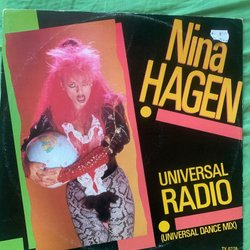 Nina
HAGEN
UNIVERSAL
RADIO
(UNIVERSAL DANCE MIX)